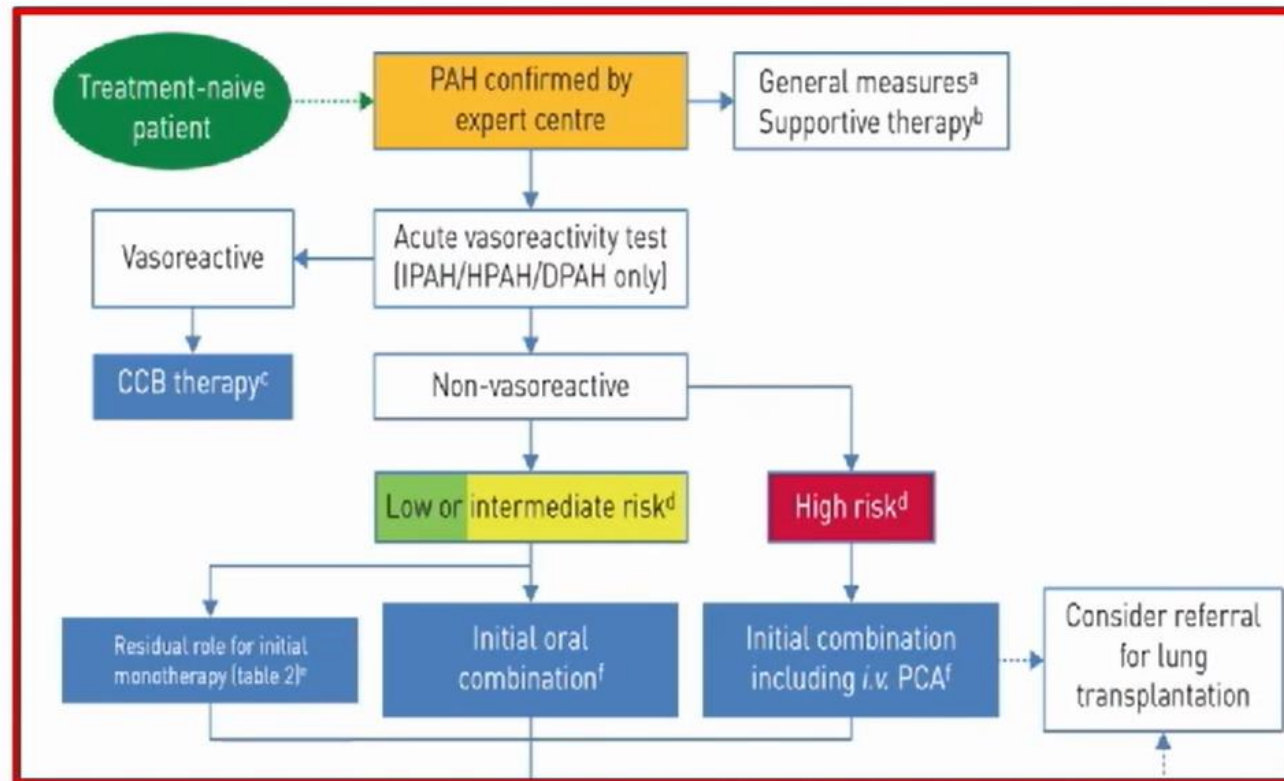 Treatment-naive
patient
PAH confirmed by
expert centre
General measuresᵃ
Supportive therapyᵇ
Vasoreactive
Acute vasoreactivity test
(IPAH/HPAH/DPAH only)
CCB therapyᶜ
Non-vasoreactive
Low or intermediate riskᵈ
High riskᵈ
Residual role for initial
monotherapy (table 2)ᵉ
Initial oral
combinationᶠ
Initial combination
including i.v. PCAᶠ
Consider referral
for lung
transplantation